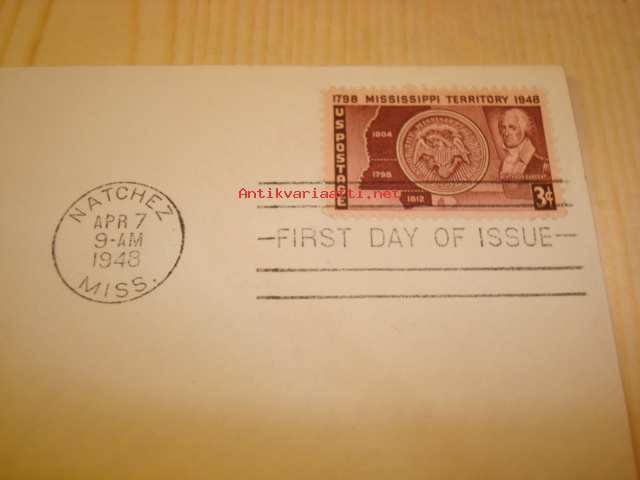 1798 MISSISSIPPI TERRITORY 1948
US POSTAGE
1804
1798
1812
3¢
Antikvariaatti.net
NATCHEZ
APR 7
9-AM
1948
MISS.
FIRST DAY OF ISSUE